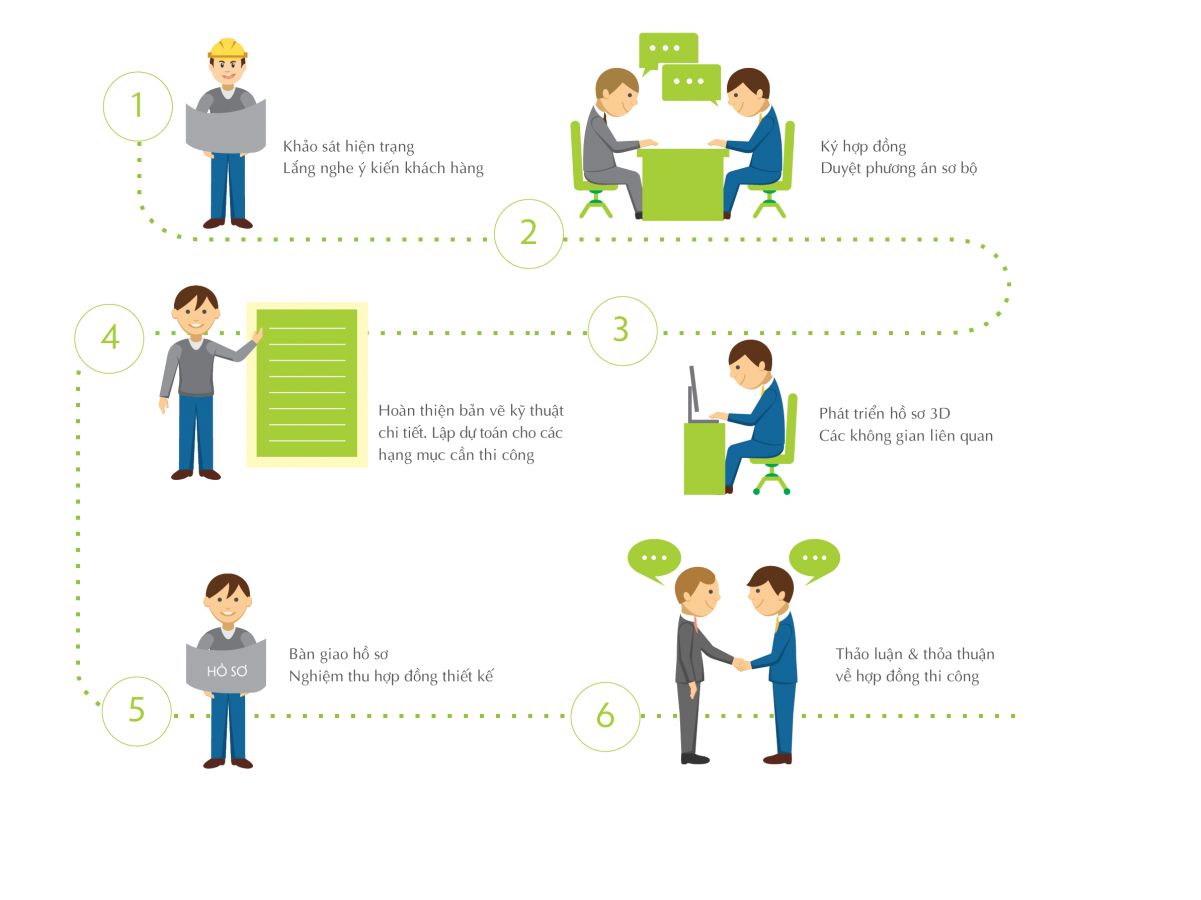 1
Khảo sát hiện trạng
Lắng nghe ý kiến khách hàng
2
Ký hợp đồng
Duyệt phương án sơ bộ
3
Phát triển hồ sơ 3D
Các không gian liên quan
4
Hoàn thiện bản vẽ kỹ thuật
chi tiết. Lập dự toán cho các
hạng mục cần thi công
5
HỒ SƠ
Bàn giao hồ sơ
Nghiệm thu hợp đồng thiết kế
6
Thảo luận & thỏa thuận
về hợp đồng thi công